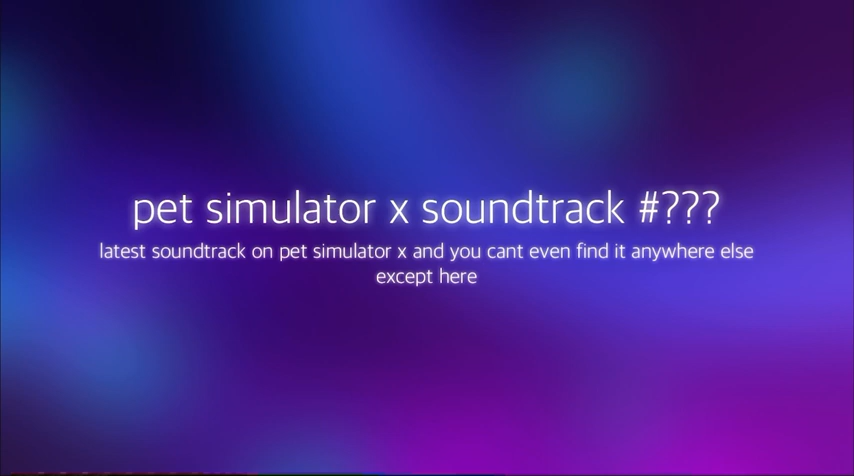 pet simulator x soundtrack #???
latest soundtrack on pet simulator x and you cant even find it anywhere else
except here